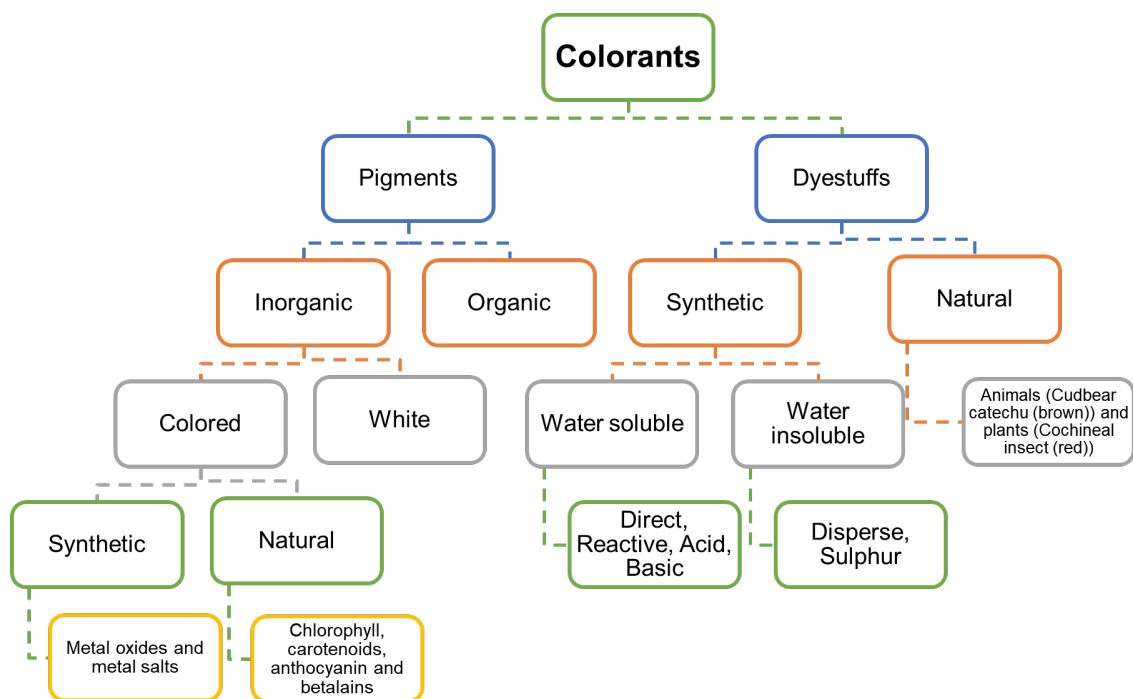 Colorants
Pigments
Dyestuffs
Inorganic
Organic
Synthetic
Natural
Colored
White
Water soluble
Water
insoluble
Animals (Cudbear
catechu (brown)) and
plants (Cochineal
insect (red))
Synthetic
Natural
Direct,
Reactive, Acid,
Basic
Disperse,
Sulphur
Metal oxides and
metal salts
Chlorophyll,
carotenoids,
anthocyanin and
betalains